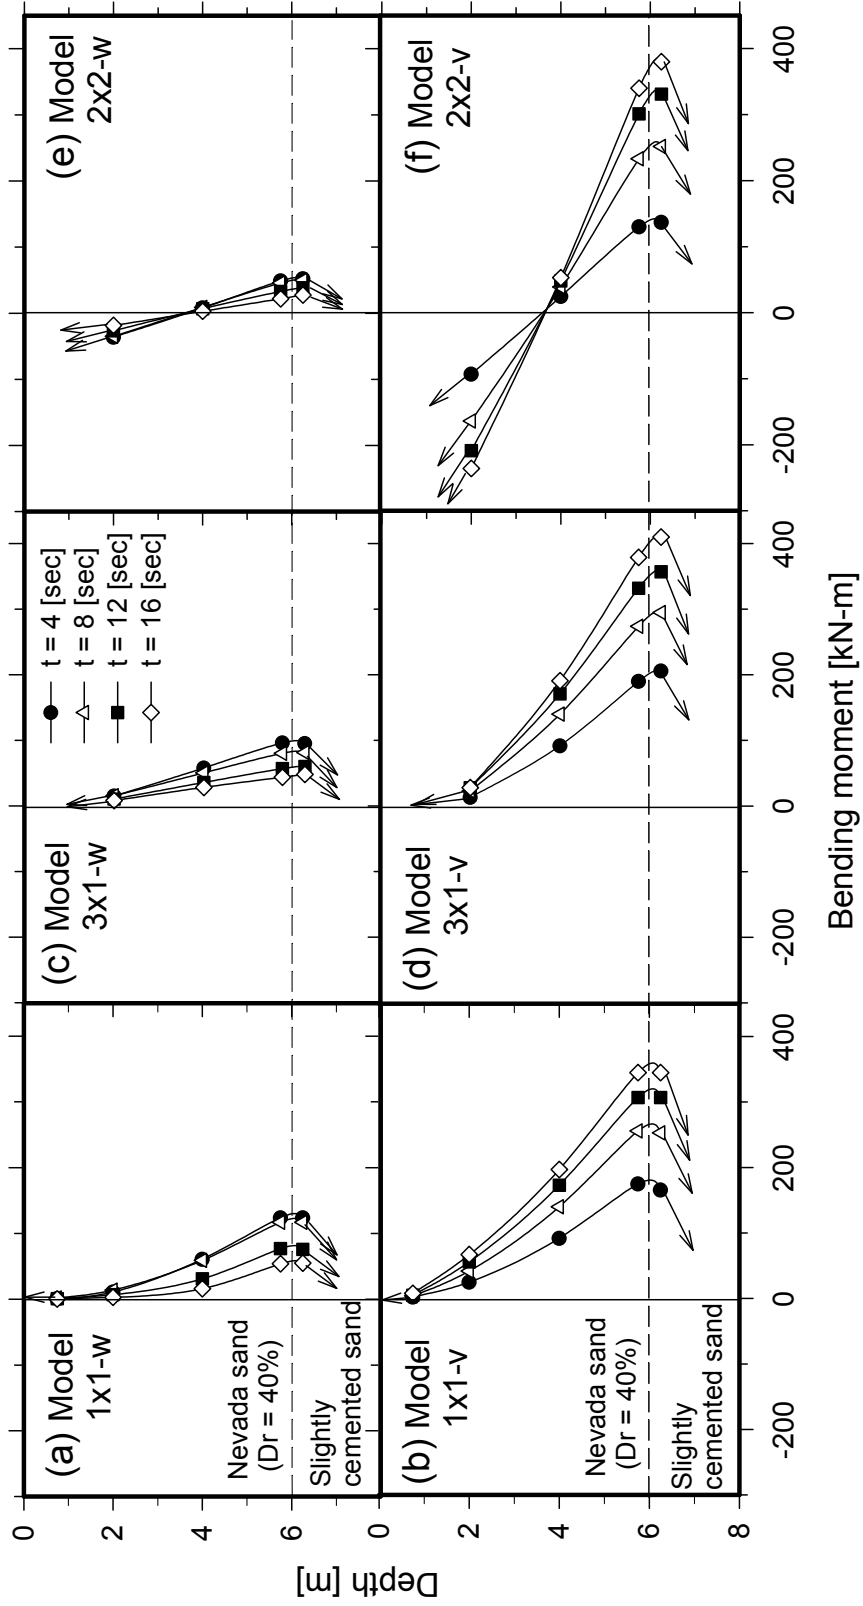 (a) Model
1x1-w
Nevada sand
(Dr = 40%)
Slightly
cemented sand
(c) Model
3x1-w
t = 4 [sec]
t = 8 [sec]
t = 12 [sec]
t = 16 [sec]
(e) Model
2x2-w
0
2
4
6
(b) Model
1x1-v
Nevada sand
(Dr = 40%)
Slightly
cemented sand
(d) Model
3x1-v
(f) Model
2x2-v
0
2
4
6
8
Depth [m]
-200 0 200 400
-200 0 200 400
-200 0 200 400
Bending moment [kN-m]